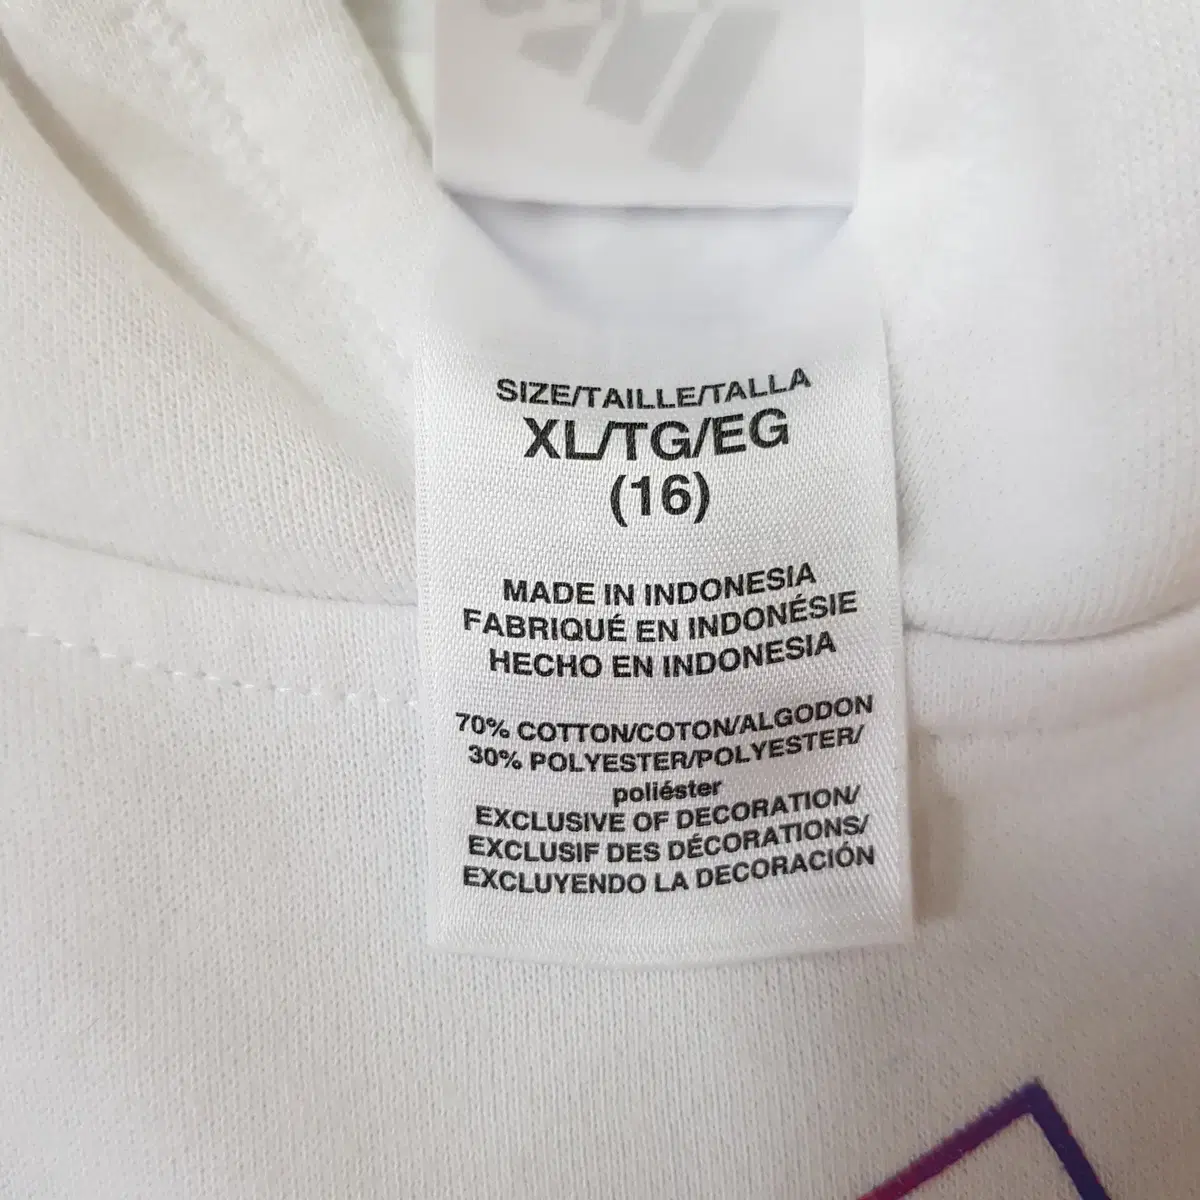 SIZE/TAILLE/TALLA
XL/TG/EG
(16)
MADE IN INDONESIA
FABRIQUÉ EN INDONÉSIE
HECHO EN INDONESIA
70% COTTON/COTON/ALGODON
30% POLYESTER/POLYESTER/
poliéster
EXCLUSIVE OF DECORATION/
EXCLUSIF DES DÉCORATIONS/
EXCLUYENDO LA DECORACIÓN